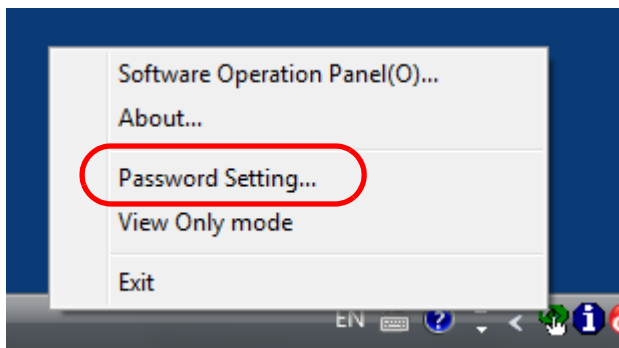 Software Operation Panel(O)...
About...
Password Setting...
View Only mode
Exit
EN